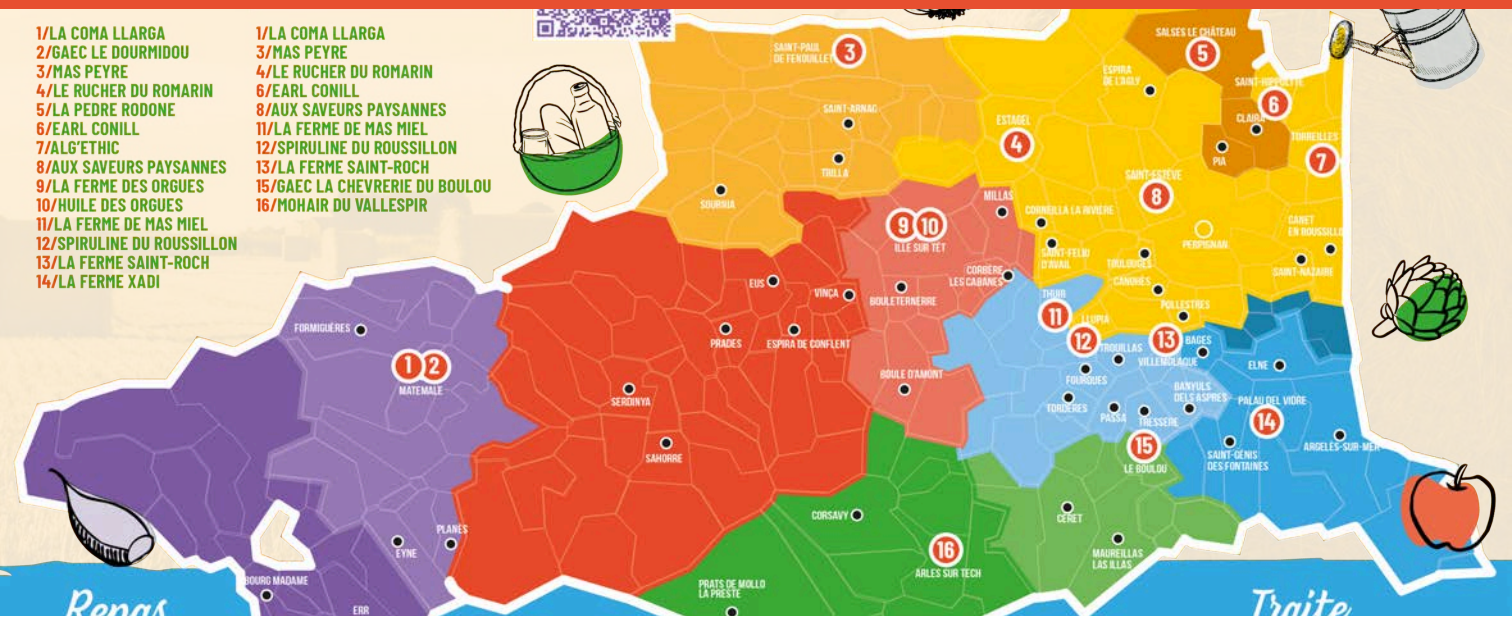 1/LA COMA LLARGA
2/GAEC LE DOURMIDOU
3/MAS PEYRE
4/LE RUCHER DU ROMARIN
5/LA PEDRE RODONE
6/EARL CONILL
7/ALG'ETHIC
8/AUX SAVEURS PAYSANNES
9/LA FERME DES ORGUES
10/HUILE DES ORGUES
11/LA FERME DE MAS MIEL
12/SPIRULINE DU ROUSSILLON
13/LA FERME SAINT-ROCH
14/LA FERME XADI
1/LA COMA LLARGA
3/MAS PEYRE
4/LE RUCHER DU ROMARIN
6/EARL CONILL
8/AUX SAVEURS PAYSANNES
11/LA FERME DE MAS MIEL
12/SPIRULINE DU ROUSSILLON
13/LA FERME SAINT-ROCH
15/GAEC LA CHEVRERIE DU BOULOU
16/MOHAIR DU VALLESPIR
SAINT-PAUL
DE FENOUILLET
3
SALSES LE CHÂTEAU
5
ESPIRA
DE L'AGLY
SAINT-HIPPOLYTE
6
SAINT-ARNAC
ESTAGEL
4
CLAIRA
TORREILLES
7
PIA
TRILLA
SAINT-ESTÈVE
8
SOURNIA
MILLAS
CORNEILLA LA RIVIÈRE
9 10
ILLE SUR TÊT
PERPIGNAN
CANET
EN ROUSSILLO
SAINT-FELIU
D'AVAIL
TOULOUGES
SAINT-NAZAIRE
CORBÈRE
LES CABANES
CANOHÈS
EUS
VINÇA
BOULETERNERE
THUIR
11
POLLESTRES
LLUPIA
12
FORMIGUÈRES
PRADES
ESPIRA DE CONFLENT
TROUILLAS
13
BAGES
VILLEMOLAQUE
1 2
MATEMALE
BOULE D'AMONT
FOURQUES
ELNE
BANYULS
DELS ASPRES
SERDINYA
TORDÈRES
PASSA
TRESSERE
PALAU DEL VIDRE
14
SAHORRE
15
LE BOULOU
SAINT-GÉNIS
DES FONTAINES
ARGELÈS-SUR-MER
CORSAVY
CÉRET
PLANES
EYNE
16
ARLES SUR TECH
MAUREILLAS
LAS ILLAS
BOURG MADAME
PRATS DE MOLLO
LA PRESTE
ERR
Repas
Traite